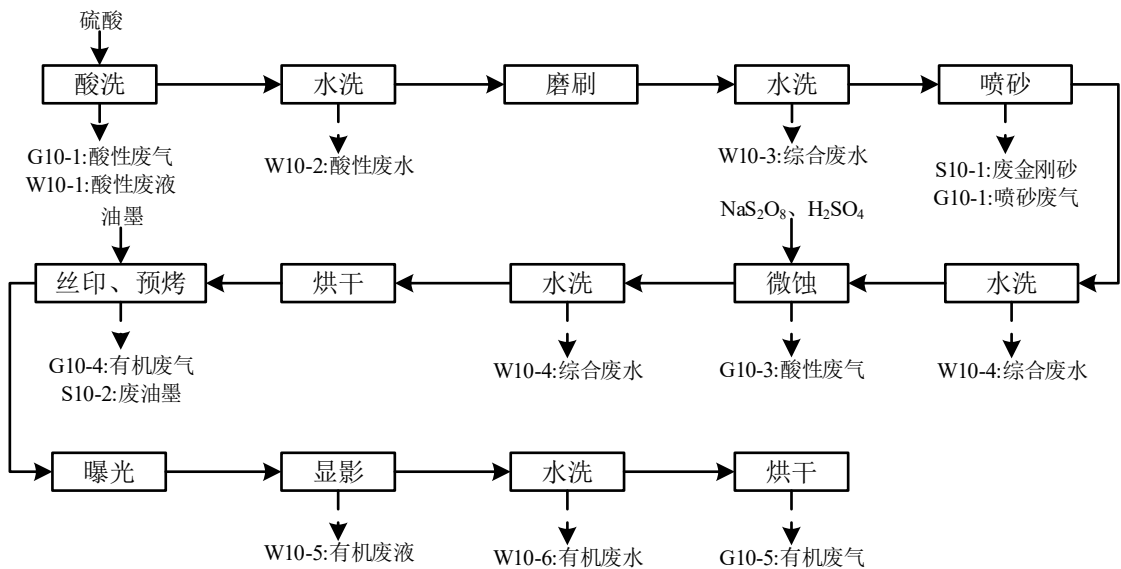 硫酸
酸洗
水洗
磨刷
水洗
喷砂
G10-1:酸性废气
W10-1:酸性废液
W10-2:酸性废水
W10-3:综合废水
S10-1:废金刚砂
G10-1:喷砂废气
油墨
NaS₂O₈、H₂SO₄
丝印、预烤
烘干
水洗
微蚀
水洗
G10-4:有机废气
S10-2:废油墨
W10-4:综合废水
G10-3:酸性废气
W10-4:综合废水
曝光
显影
水洗
烘干
W10-5:有机废液
W10-6:有机废水
G10-5:有机废气